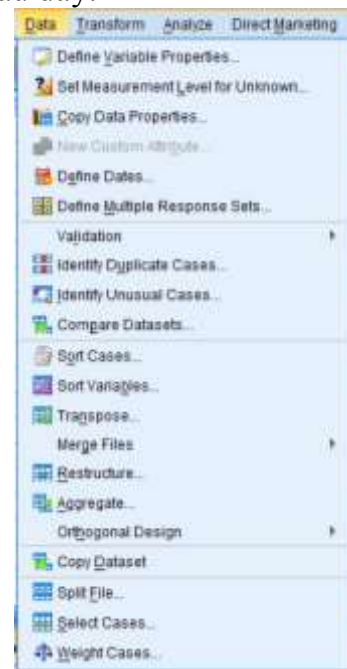 Data Transform Analyze Direct Marketing
Define Variable Properties...
Set Measurement Level for Unknown...
Copy Data Properties...
New Custom Attribute...
Define Dates...
Define Multiple Response Sets...
Validation
Identify Duplicate Cases...
Identify Unusual Cases...
Compare Datasets...
Sort Cases...
Sort Variables...
Transpose...
Merge Files
Restructure...
Aggregate...
Orthogonal Design
Copy Dataset
Split File...
Select Cases...
Weight Cases...